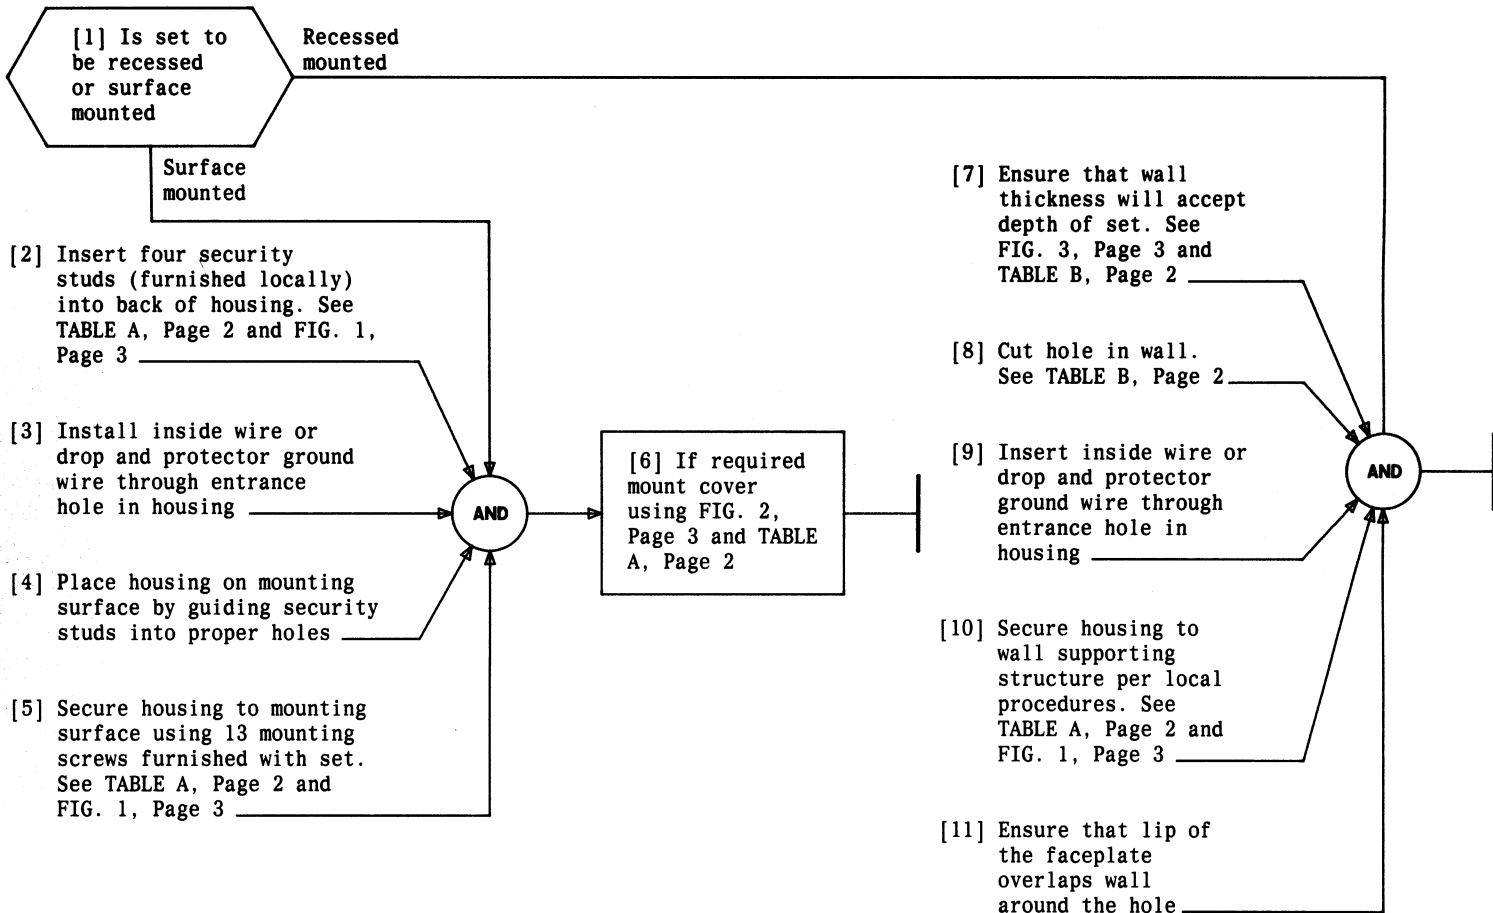 [1] Is set to
be recessed
or surface
mounted
Recessed
mounted
Surface
mounted
[2] Insert four security
studs (furnished locally)
into back of housing. See
TABLE A, Page 2 and FIG. 1,
Page 3
[3] Install inside wire or
drop and protector ground
wire through entrance
hole in housing
[4] Place housing on mounting
surface by guiding security
studs into proper holes
[5] Secure housing to mounting
surface using 13 mounting
screws furnished with set.
See TABLE A, Page 2 and
FIG. 1, Page 3
AND
[6] If required
mount cover
using FIG. 2,
Page 3 and TABLE
A, Page 2
[7] Ensure that wall
thickness will accept
depth of set. See
FIG. 3, Page 3 and
TABLE B, Page 2
[8] Cut hole in wall.
See TABLE B, Page 2
[9] Insert inside wire or
drop and protector
ground wire through
entrance hole in
housing
[10] Secure housing to
wall supporting
structure per local
procedures. See
TABLE A, Page 2 and
FIG. 1, Page 3
[11] Ensure that lip of
the faceplate
overlaps wall
around the hole
AND